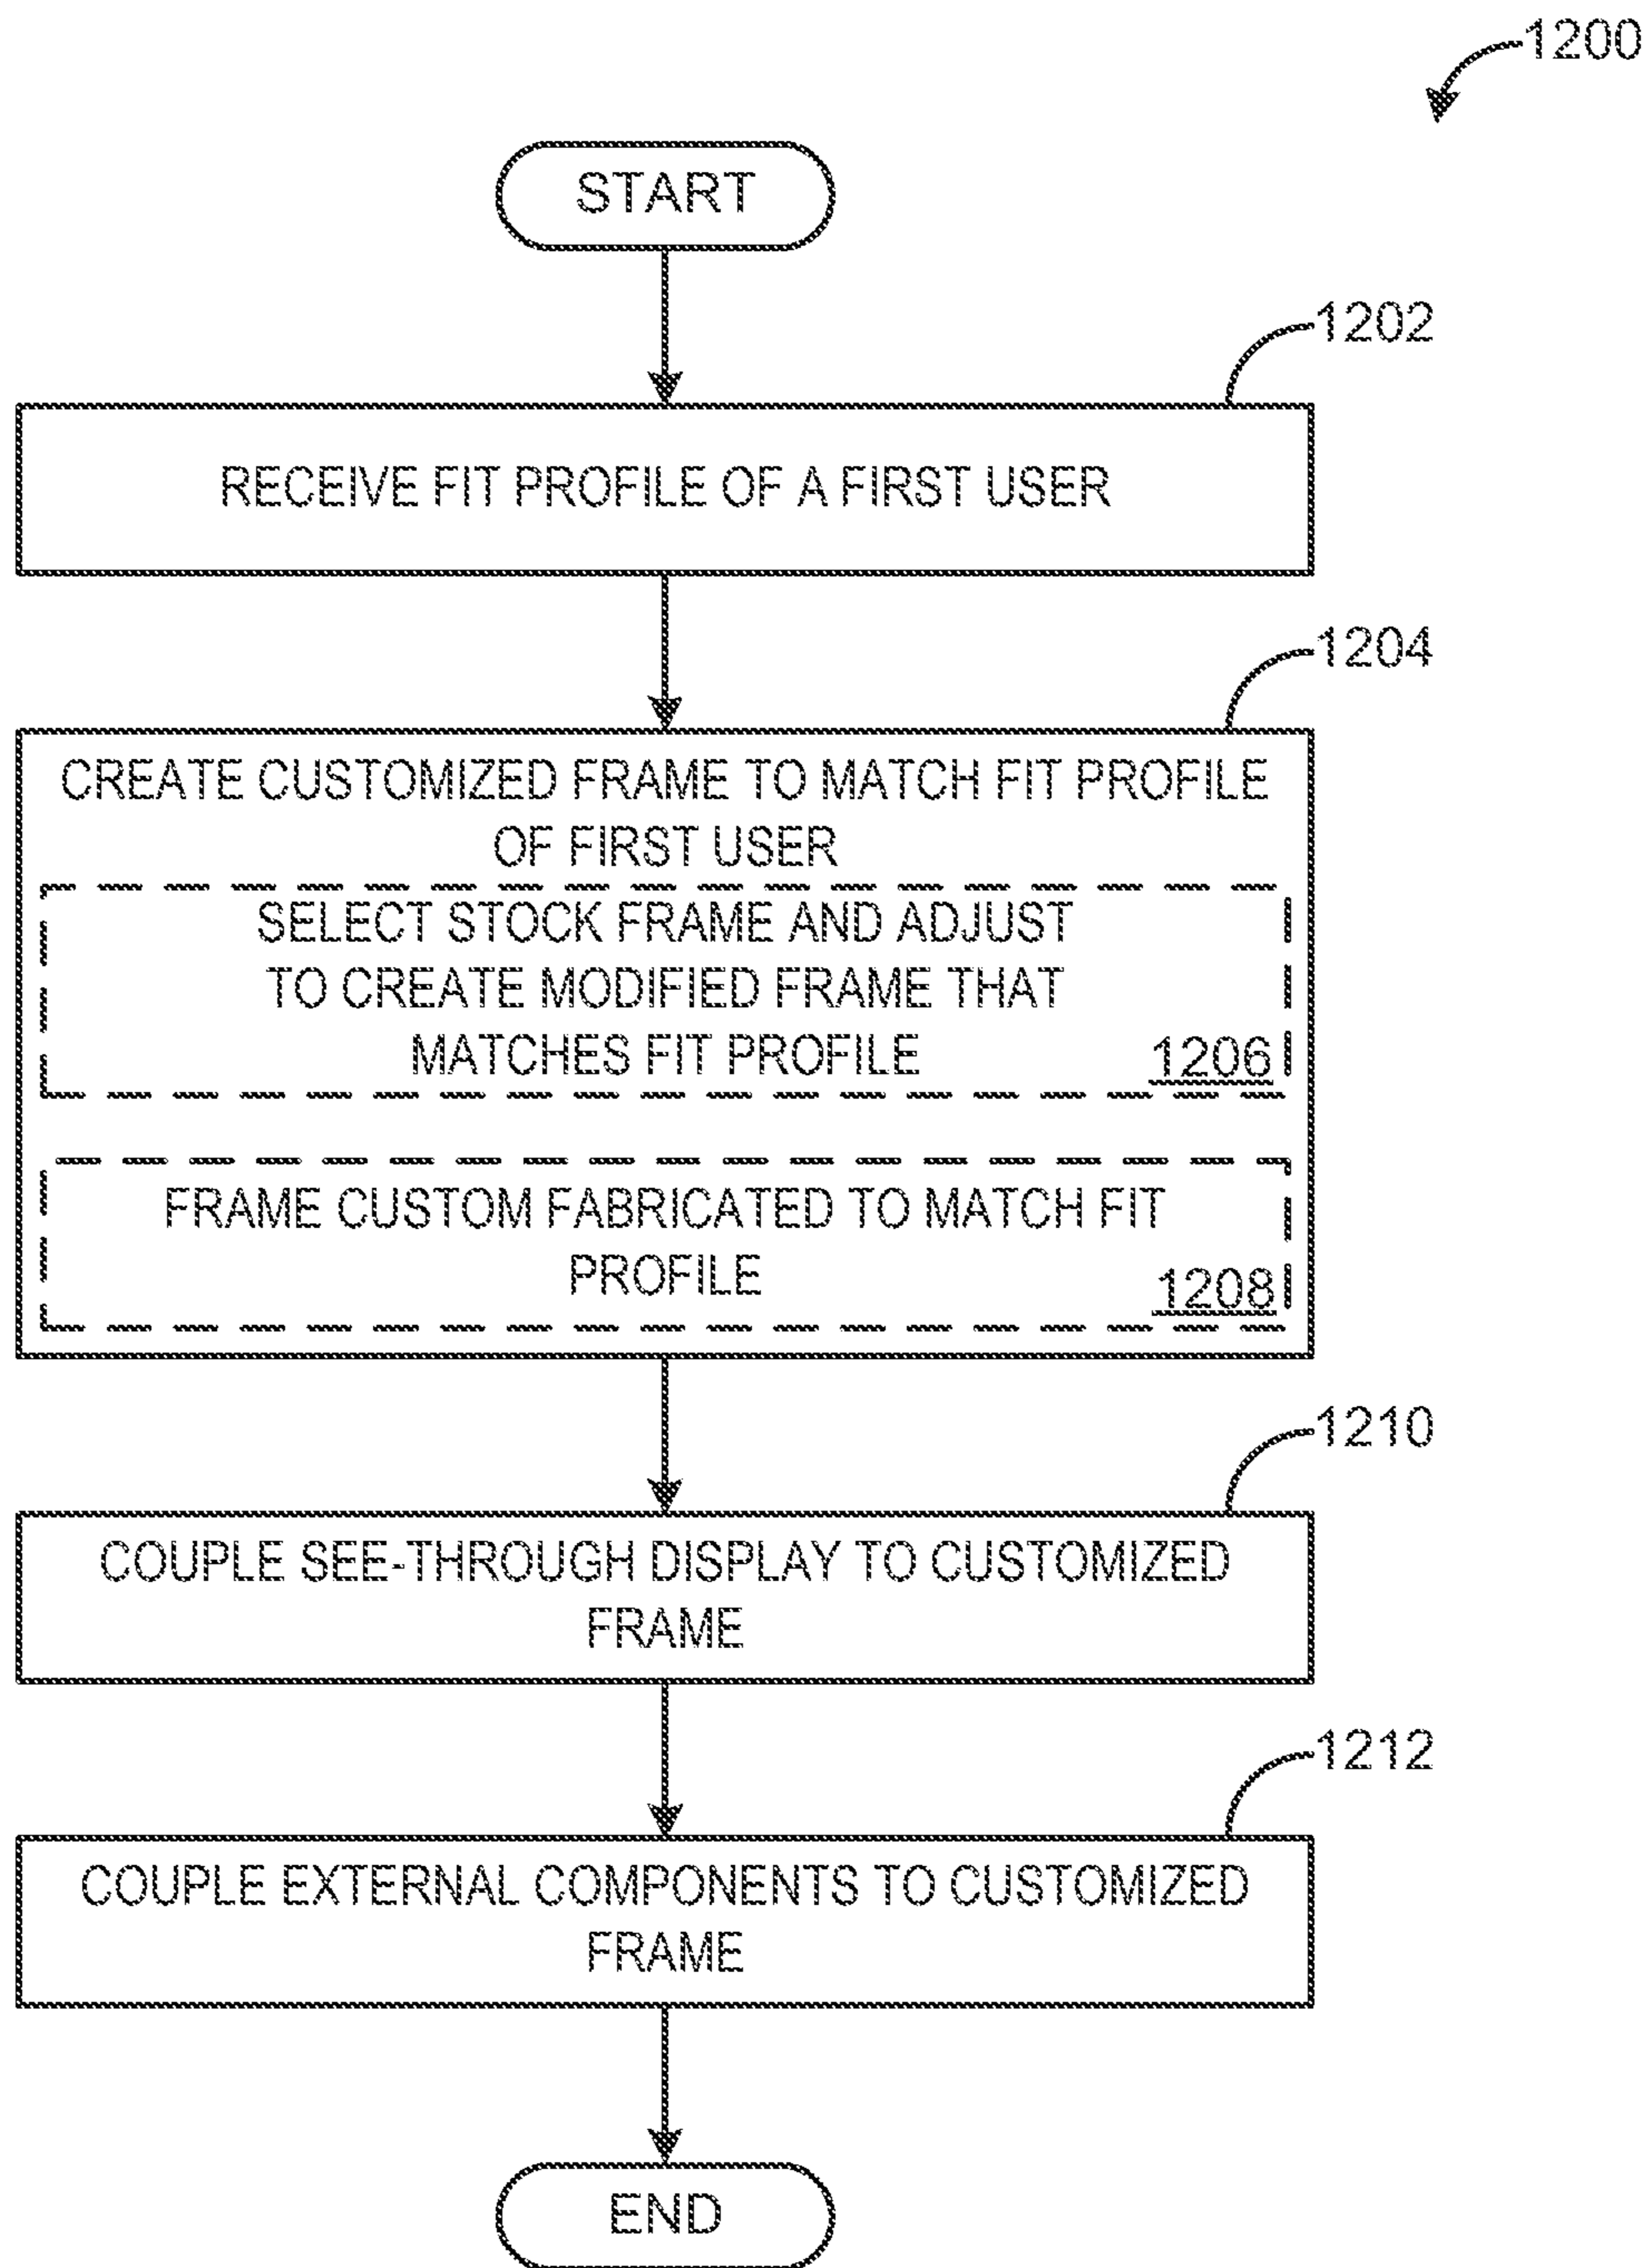 1200
START
1202
RECEIVE FIT PROFILE OF A FIRST USER
1204
CREATE CUSTOMIZED FRAME TO MATCH FIT PROFILE
OF FIRST USER
SELECT STOCK FRAME AND ADJUST
TO CREATE MODIFIED FRAME THAT
MATCHES FIT PROFILE
1206
FRAME CUSTOM FABRICATED TO MATCH FIT
PROFILE
1208
1210
COUPLE SEE-THROUGH DISPLAY TO CUSTOMIZED
FRAME
1212
COUPLE EXTERNAL COMPONENTS TO CUSTOMIZED
FRAME
END